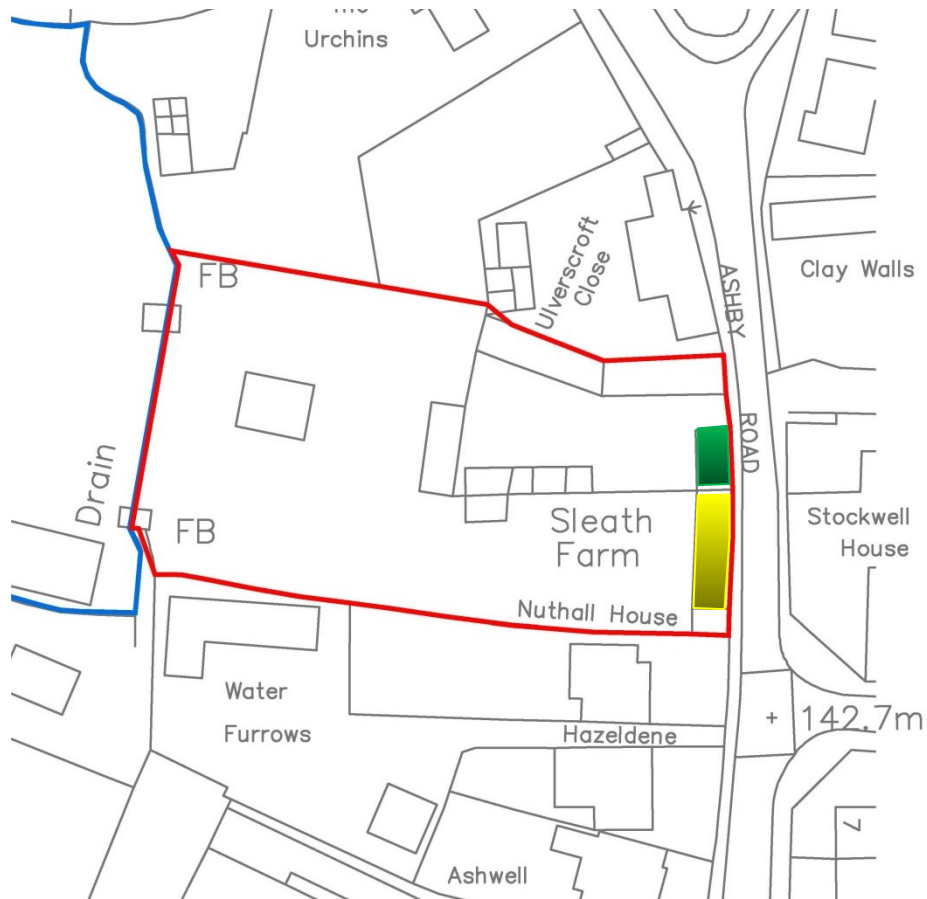 Urchins
FB
Ulverscroft
Close
ASHBY
ROAD
Clay Walls
Drain
FB
Sleath
Farm
Stockwell
House
Nuthall House
Water
Furrows
Hazeldene
+ 142.7m
7
Ashwell